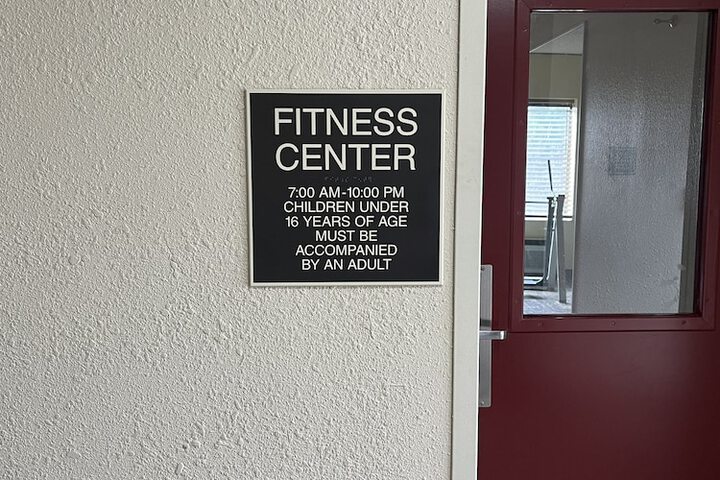 FITNESS
CENTER
7:00 AM-10:00 PM
CHILDREN UNDER
16 YEARS OF AGE
MUST BE
ACCOMPANIED
BY AN ADULT